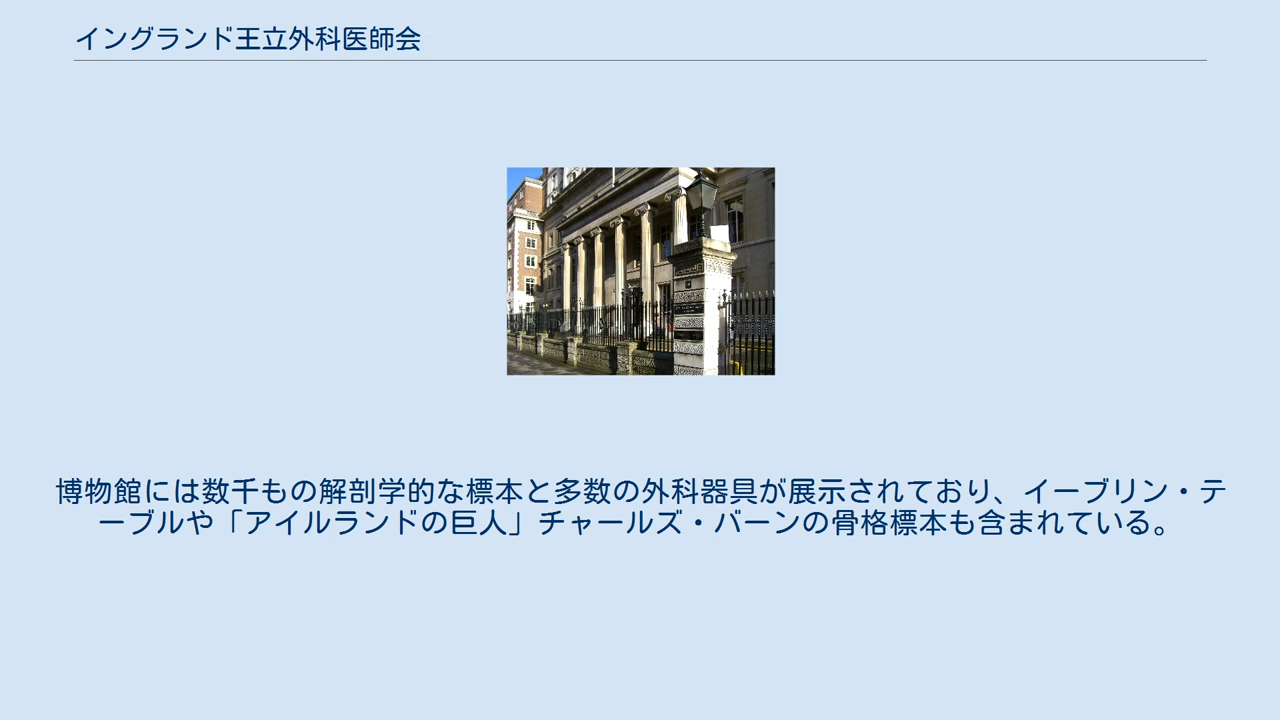 イングランド王立外科医師会
博物館には数千もの解剖学的な標本と多数の外科器具が展示されており、イーブリン・テ
ーブルや「アイルランドの巨人」チャールズ・バーンの骨格標本も含まれている。